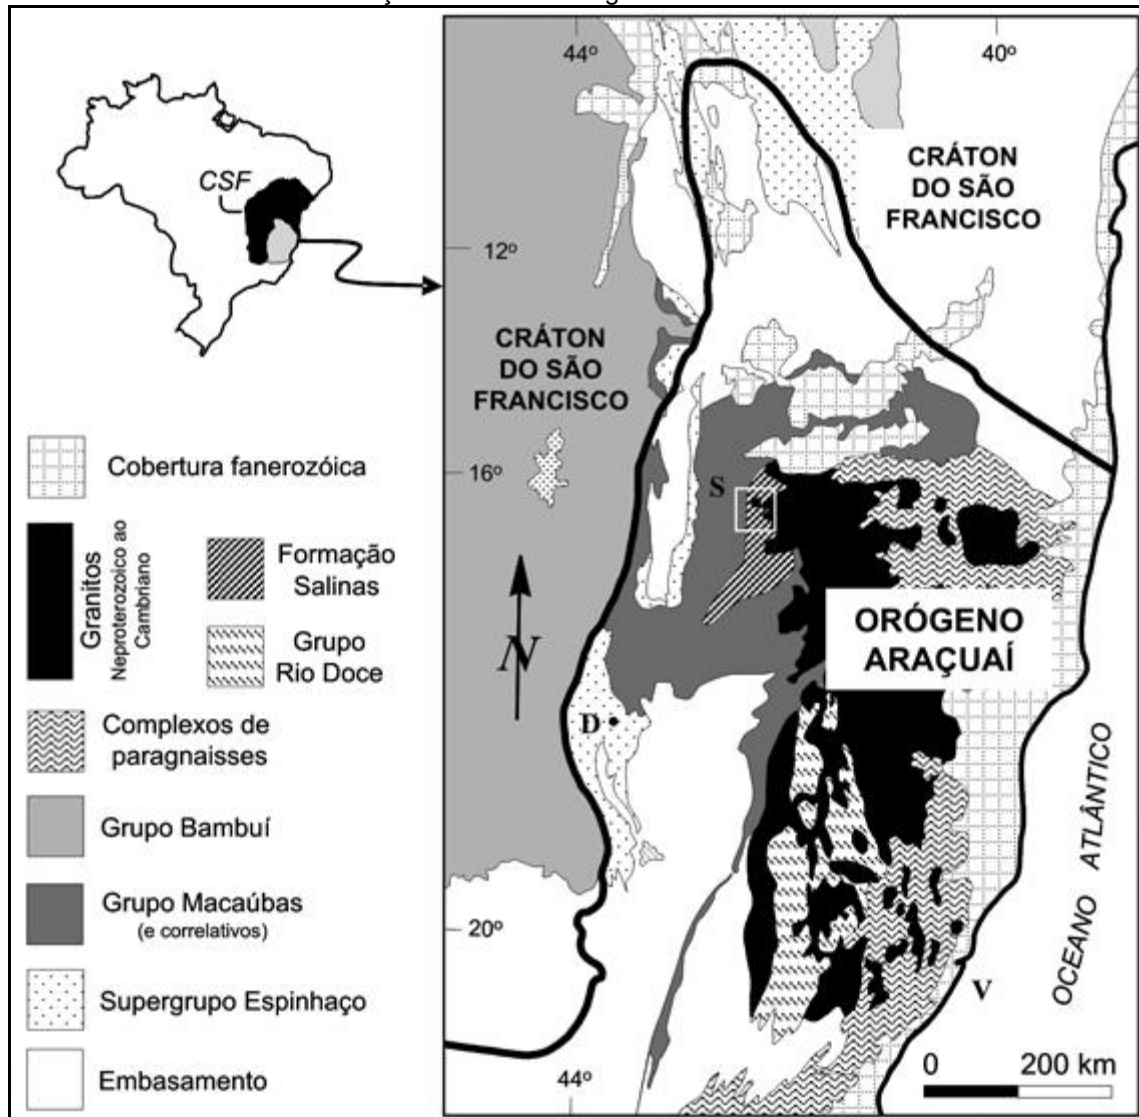 CSF
Cobertura fanerozóica
Granitos
Neproterozoico ao
Cambriano
Formação
Salinas
Grupo
Rio Doce
Complexos de
paragnaisses
Grupo Bambuí
Grupo Macaúbas
(e correlativos)
Supergrupo Espinhaço
Embasamento
44º
40º
CRÁTON
DO SÃO
FRANCISCO
12º
CRÁTON
DO SÃO
FRANCISCO
16º
S
N
ORÓGENO
ARAÇUAÍ
D
OCEANO ATLÂNTICO
20º
V
44º
0 200 km